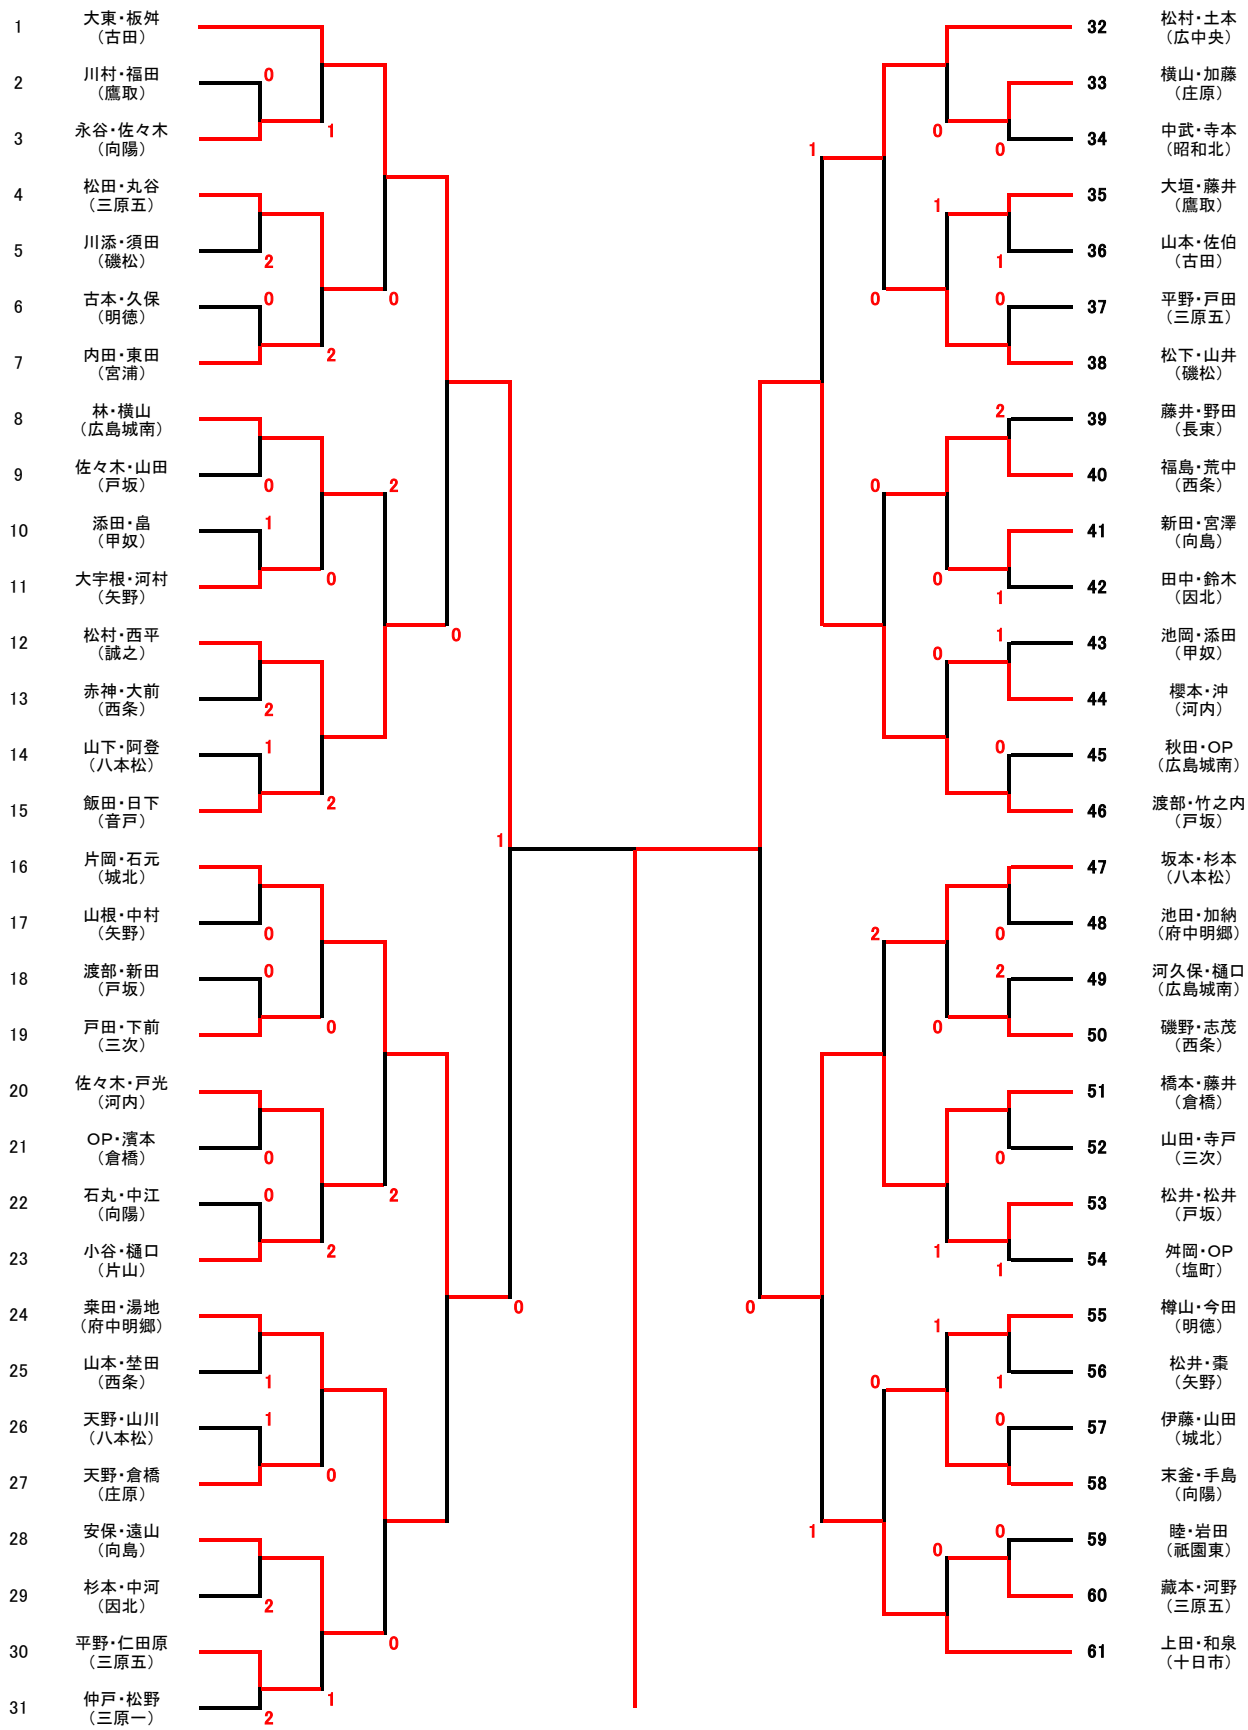 1 大東・板舛
（古田）
2 川村・福田
（鷹取）
0
3 永谷・佐々木
（向陽）
1
4 松田・丸谷
（三原五）
5 川添・須田
（磯松）
2
6 古本・久保
（明徳）
0
0
7 内田・東田
（宮浦）
2
8 林・横山
（広島城南）
9 佐々木・山田
（戸坂）
0
2
10 添田・畠
（甲奴）
1
11 大宇根・河村
（矢野）
0
12 松村・西平
（誠之）
0
13 赤神・大前
（西条）
2
14 山下・阿登
（八本松）
1
15 飯田・日下
（音戸）
2
1
16 片岡・石元
（城北）
17 山根・中村
（矢野）
0
18 渡部・新田
（戸坂）
0
19 戸田・下前
（三次）
0
20 佐々木・戸光
（河内）
21 OP・濱本
（倉橋）
0
22 石丸・中江
（向陽）
0
2
23 小谷・樋口
（片山）
2
0
24 桒田・湯地
（府中明郷）
25 山本・埜田
（西条）
1
26 天野・山川
（八本松）
1
27 天野・倉橋
（庄原）
0
28 安保・遠山
（向島）
29 杉本・中河
（因北）
2
30 平野・仁田原
（三原五）
0
31 仲戸・松野
（三原一）
2
1
32 松村・土本
（広中央）
33 横山・加藤
（庄原）
0
34 中武・寺本
（昭和北）
0
1
35 大垣・藤井
（鷹取）
1
36 山本・佐伯
（古田）
1
37 平野・戸田
（三原五）
0
0
38 松下・山井
（磯松）
39 藤井・野田
（長束）
2
40 福島・荒中
（西条）
0
41 新田・宮澤
（向島）
42 田中・鈴木
（因北）
0
1
43 池岡・添田
（甲奴）
1
0
44 櫻本・沖
（河内）
45 秋田・OP
（広島城南）
0
46 渡部・竹之内
（戸坂）
47 坂本・杉本
（八本松）
48 池田・加納
（府中明郷）
0
2
49 河久保・樋口
（広島城南）
2
50 磯野・志茂
（西条）
0
51 橋本・藤井
（倉橋）
52 山田・寺戸
（三次）
0
53 松井・松井
（戸坂）
54 舛岡・OP
（塩町）
1
1
0
55 樽山・今田
（明徳）
1
56 松井・棗
（矢野）
1
0
57 伊藤・山田
（城北）
0
58 末釜・手島
（向陽）
59 睦・岩田
（祇園東）
0
1
0
60 藏本・河野
（三原五）
61 上田・和泉
（十日市）